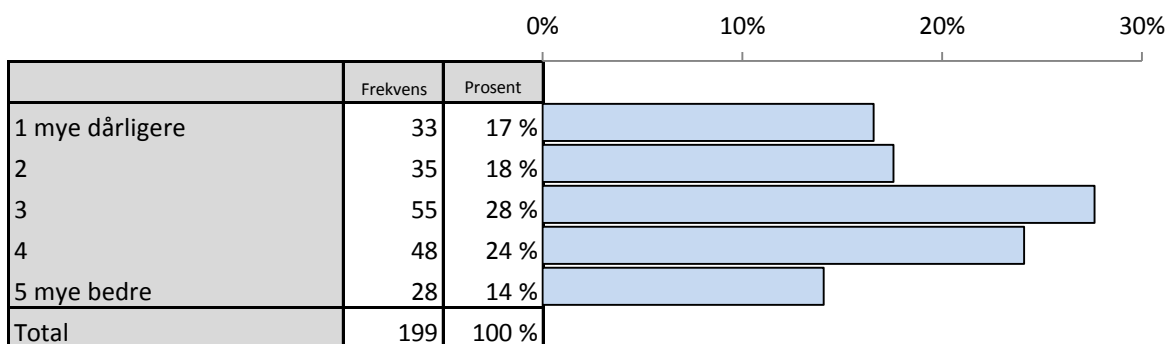 0% 10% 20% 30%
Frekvens Prosent
1 mye dårligere 33 17 %
2 35 18 %
3 55 28 %
4 48 24 %
5 mye bedre 28 14 %
Total 199 100 %